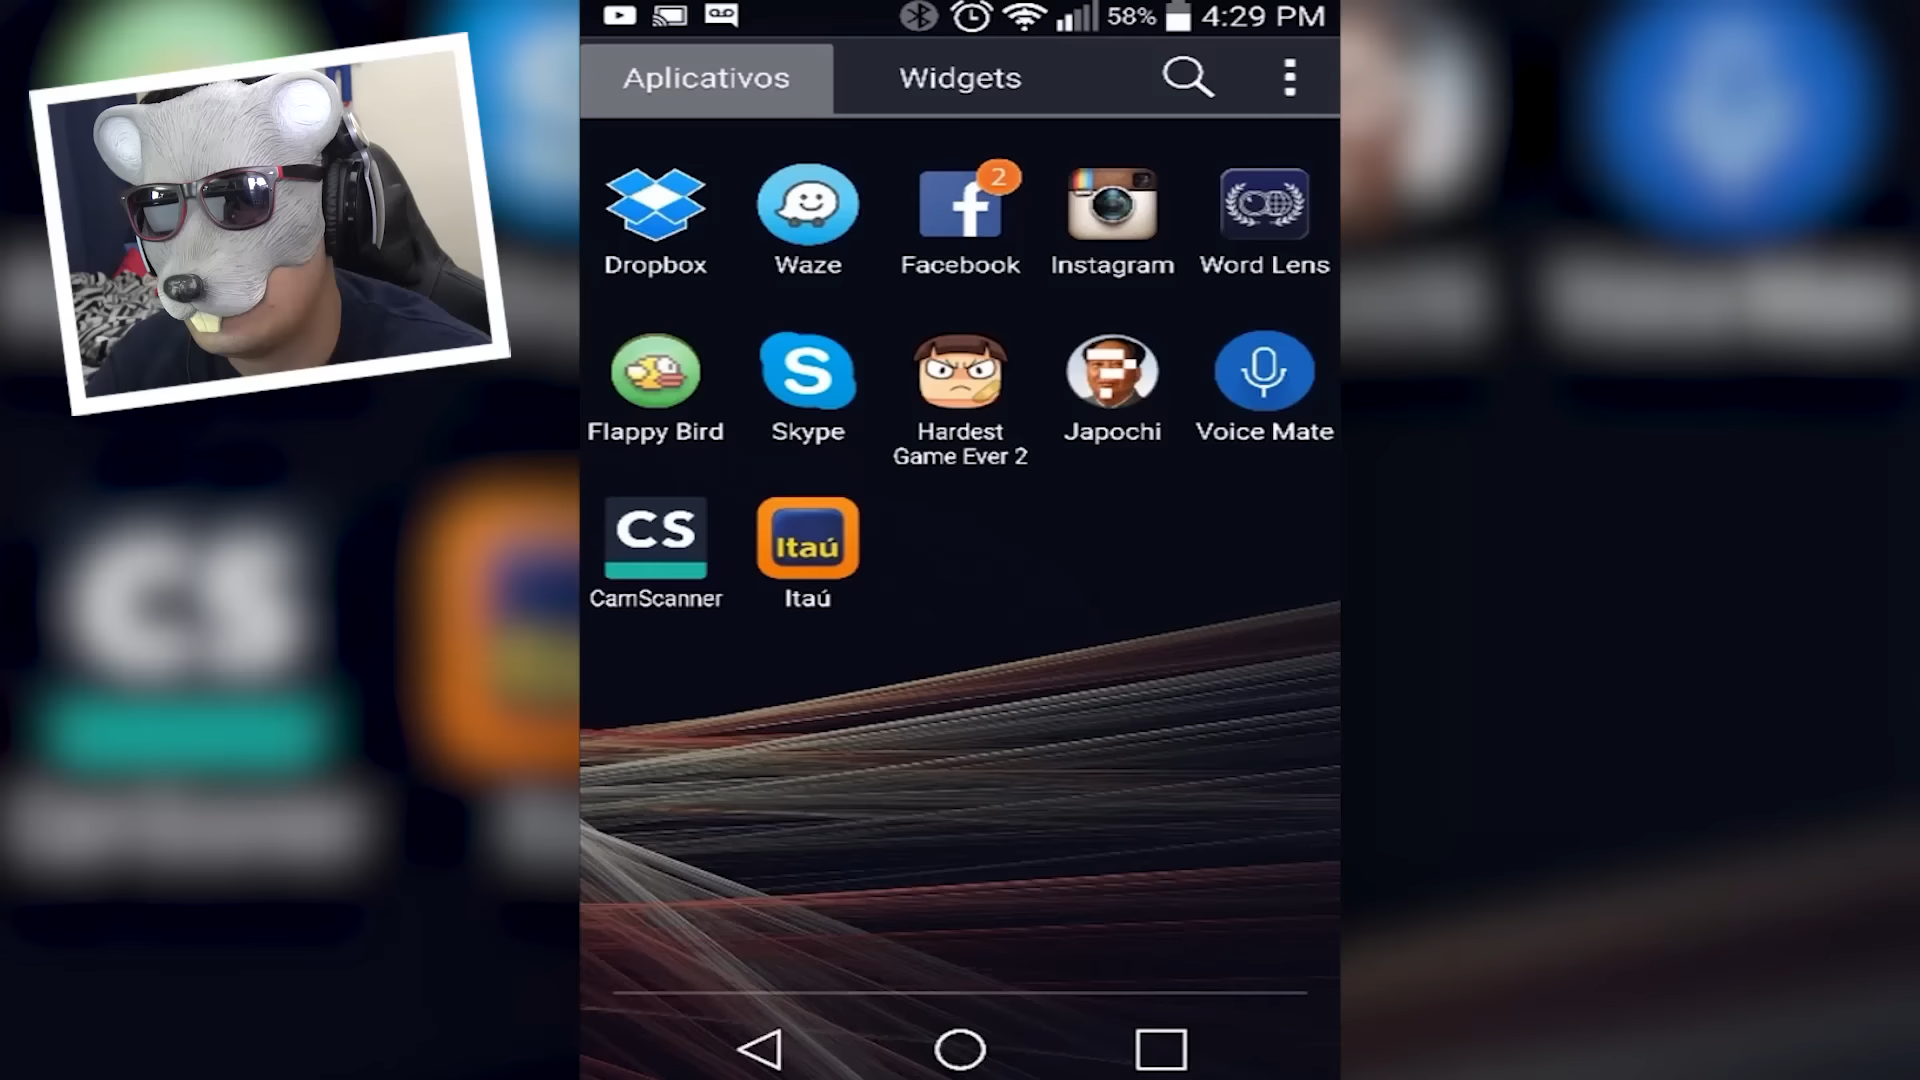 58% 4:29 PM
Aplicativos Widgets
2
Dropbox Waze Facebook Instagram Word Lens
S
Flappy Bird Skype Hardest Game Ever 2 Japochi Voice Mate
CS Itaú
CamScanner Itaú
CS